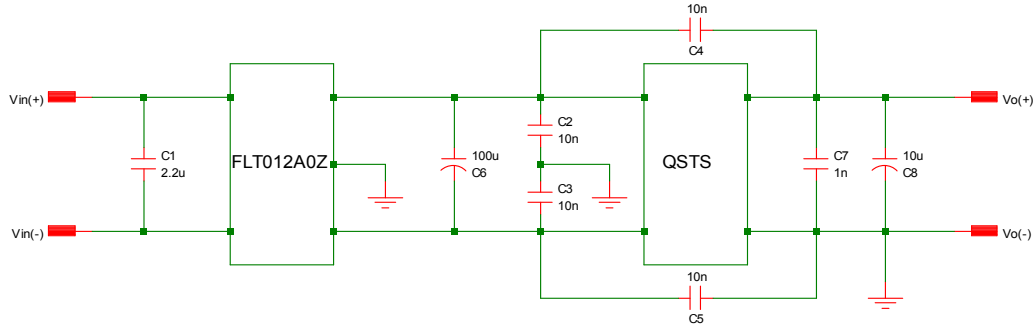 10n
C4
Vin(+)
Vo(+)
C2
10n
C1
2.2u
FLT012A0Z
100u
C6
QSTS
C7
1n
10u
C8
C3
10n
Vin(-)
Vo(-)
10n
C5